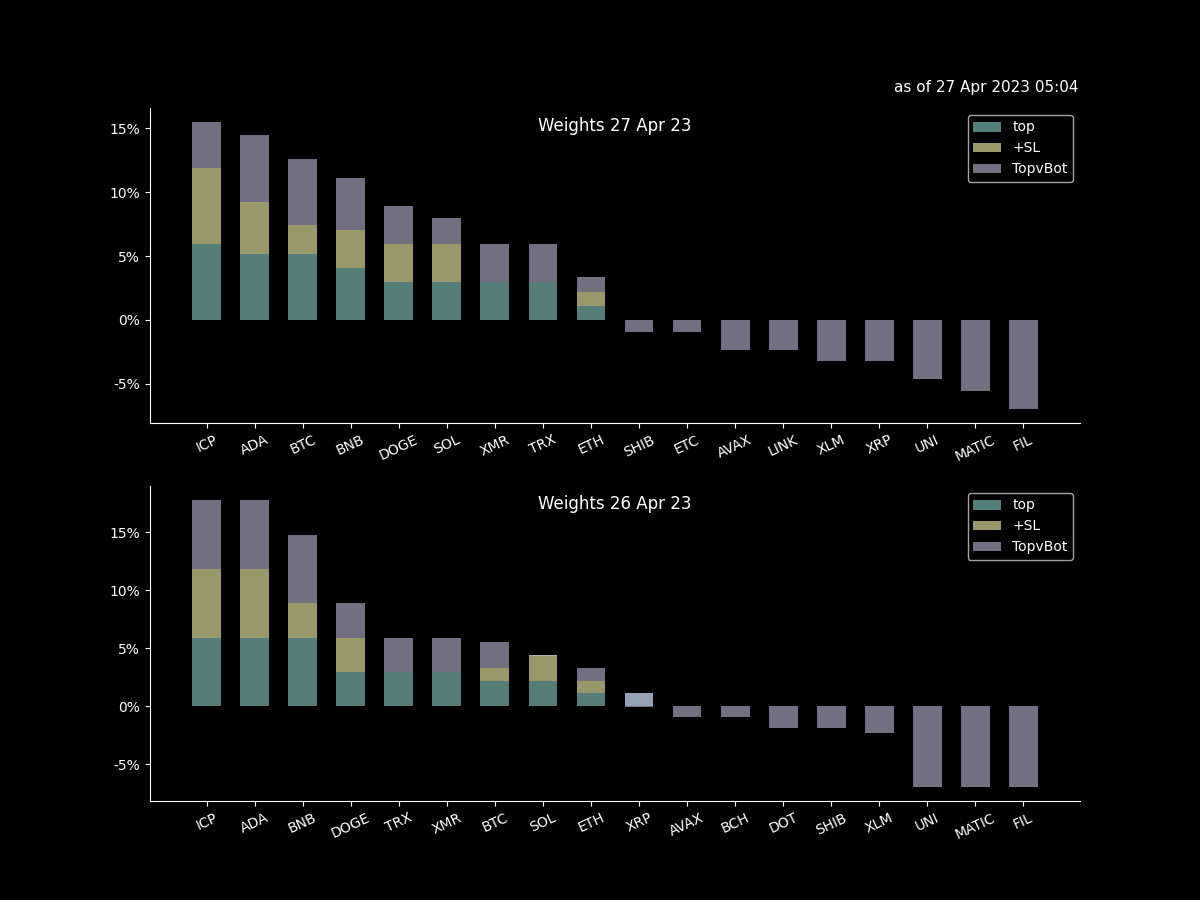 as of 27 Apr 2023 05:04
Weights 27 Apr 23
top
+SL
TopvBot
15%
10%
5%
0%
-5%
ICP ADA BTC BNB DOGE SOL XMR TRX ETH SHIB ETC AVAX LINK XLM XRP UNI MATIC FIL
Weights 26 Apr 23
top
+SL
TopvBot
15%
10%
5%
0%
-5%
ICP ADA BNB DOGE TRX XMR BTC SOL ETH XRP AVAX BCH DOT SHIB XLM UNI MATIC FIL